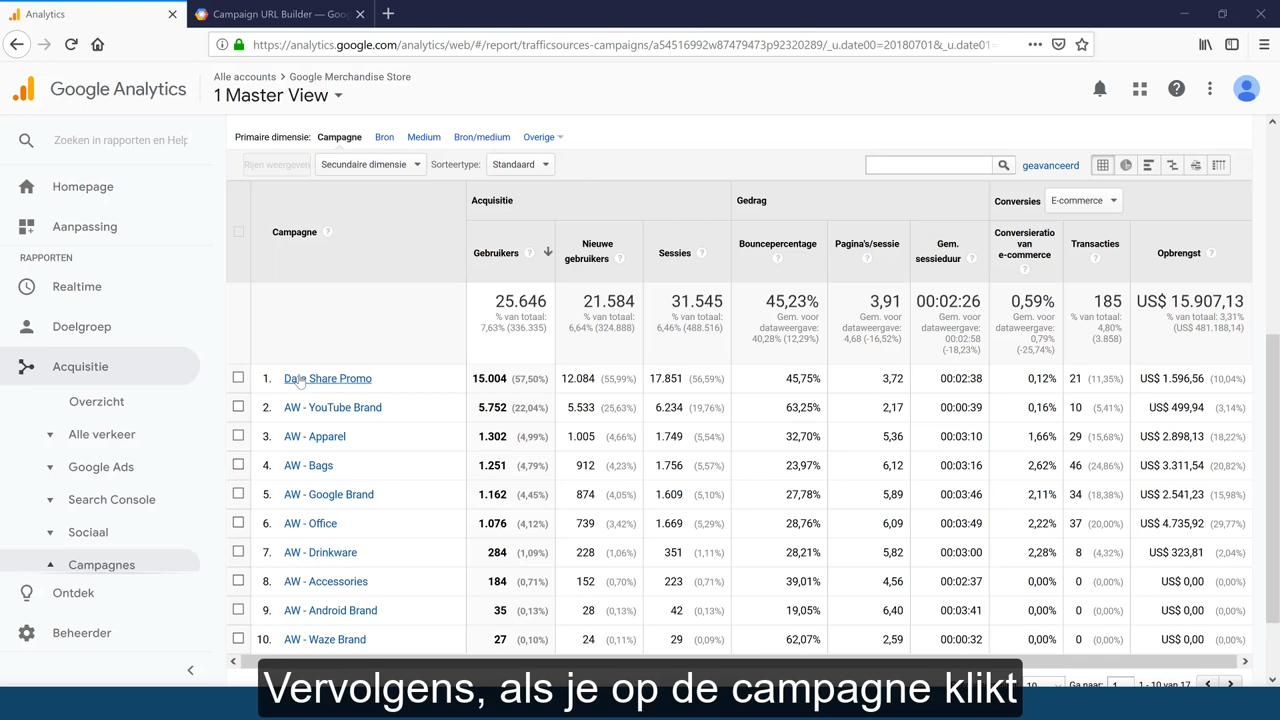 Analytics
Campaign URL Builder — Goog
https://analytics.google.com/analytics/web/#/report/trafficsources-campaigns/a54516992w87479473p92320289/_u.date00=20180701&_u.date01=
Google Analytics
Alle accounts > Google Merchandise Store
1 Master View
Zoeken in rapporten en Help
Homepage
Aanpassing
RAPPORTEN
Realtime
Doelgroep
Acquisitie
Overzicht
Alle verkeer
Google Ads
Search Console
Sociaal
Campagnes
Ontdek
Beheerder
Primaire dimensie: Campagne Bron Medium Bron/medium Overige
Rijen weergeven Secundaire dimensie Sorteertype: Standaard geavanceerd
Acquisitie Gedrag Conversies E-commerce
Campagne ? Gebruikers ? Nieuwe gebruikers ? Sessies ? Bouncepercentage ? Pagina's/sessie ? Gem. sessieduur ? Conversieratio van e-commerce ? Transacties ? Opbrengst ?
25.646 21.584 31.545 45,23% 3,91 00:02:26 0,59% 185 US$ 15.907,13
% van totaal: 7,63% (336.335) % van totaal: 6,64% (324.888) % van totaal: 6,46% (488.516) Gem. voor dataweergave: 40,28% (12,29%) Gem. voor dataweergave: 4,68 (-16,52%) Gem. voor dataweergave: 00:02:58 (-18,23%) Gem. voor dataweergave: 0,79% (-25,74%) % van totaal: 4,80% (3.858) % van totaal: 3,31% (US$ 481.188,14)
1. Data Share Promo 15.004 (57,50%) 12.084 (55,99%) 17.851 (56,59%) 45,75% 3,72 00:02:38 0,12% 21 (11,35%) US$ 1.596,56 (10,04%)
2. AW - YouTube Brand 5.752 (22,04%) 5.533 (25,63%) 6.234 (19,76%) 63,25% 2,17 00:00:39 0,16% 10 (5,41%) US$ 499,94 (3,14%)
3. AW - Apparel 1.302 (4,99%) 1.005 (4,66%) 1.749 (5,54%) 32,70% 5,36 00:03:10 1,66% 29 (15,68%) US$ 2.898,13 (18,22%)
4. AW - Bags 1.251 (4,79%) 912 (4,23%) 1.756 (5,57%) 23,97% 6,12 00:03:16 2,62% 46 (24,86%) US$ 3.311,54 (20,82%)
5. AW - Google Brand 1.162 (4,45%) 874 (4,05%) 1.609 (5,10%) 27,78% 5,89 00:03:46 2,11% 34 (18,38%) US$ 2.541,23 (15,98%)
6. AW - Office 1.076 (4,12%) 739 (3,42%) 1.669 (5,29%) 28,76% 6,09 00:03:49 2,22% 37 (20,00%) US$ 4.735,92 (29,77%)
7. AW - Drinkware 284 (1,09%) 228 (1,06%) 351 (1,11%) 28,21% 5,82 00:03:00 2,28% 8 (4,32%) US$ 323,81 (2,04%)
8. AW - Accessories 184 (0,71%) 152 (0,70%) 223 (0,71%) 39,01% 4,56 00:02:37 0,00% 0 (0,00%) US$ 0,00 (0,00%)
9. AW - Android Brand 35 (0,13%) 28 (0,13%) 42 (0,13%) 19,05% 6,40 00:03:41 0,00% 0 (0,00%) US$ 0,00 (0,00%)
10. AW - Waze Brand 27 (0,10%) 24 (0,11%) 29 (0,09%) 62,07% 2,59 00:00:32 0,00% 0 (0,00%) US$ 0,00 (0,00%)
10 Ga naar: 1 1 - 10 van 17
Vervolgens, als je op de campagne klikt